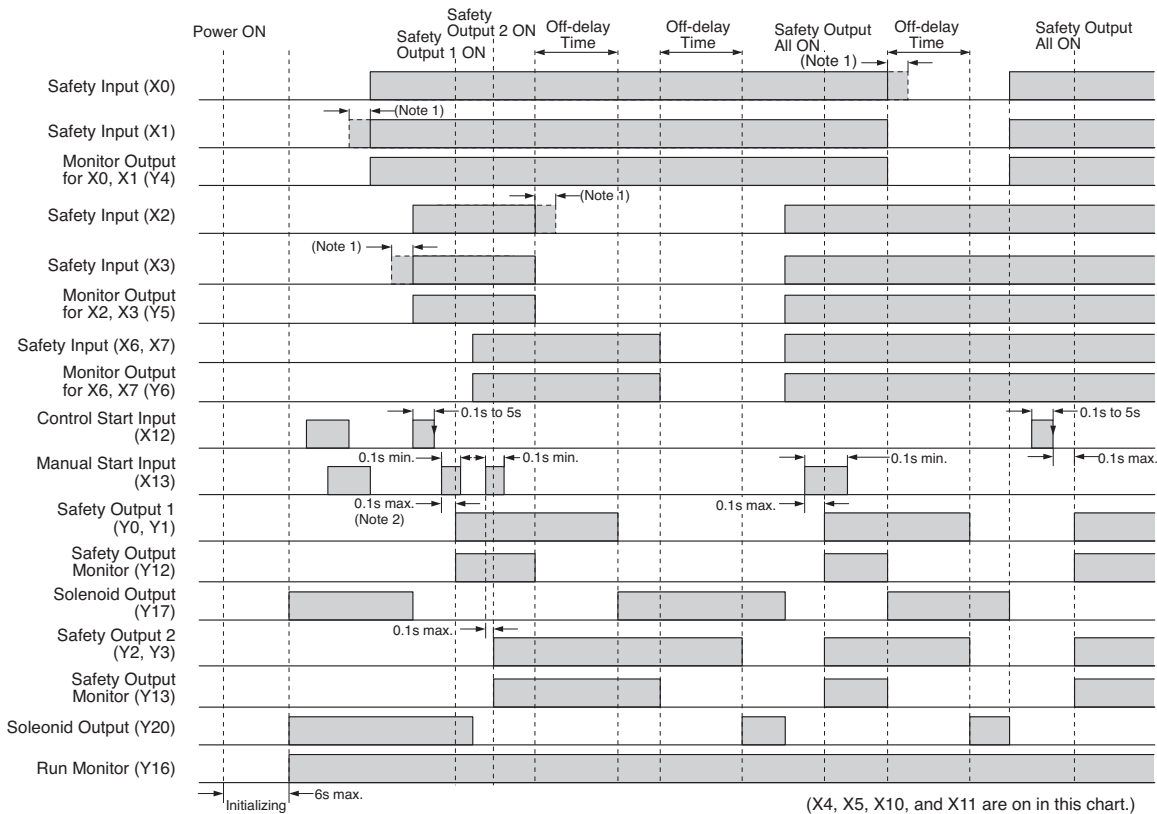 Power ON
Safety
Output 1 ON
Safety
Output 2 ON
Off-delay
Time
Off-delay
Time
Safety Output
All ON
Off-delay
Time
Safety Output
All ON
(Note 1)
Safety Input (X0)
(Note 1)
Safety Input (X1)
Monitor Output
for X0, X1 (Y4)
(Note 1)
Safety Input (X2)
(Note 1)
Safety Input (X3)
Monitor Output
for X2, X3 (Y5)
Safety Input (X6, X7)
Monitor Output
for X6, X7 (Y6)
Control Start Input
(X12)
0.1s to 5s
0.1s to 5s
Manual Start Input
(X13)
0.1s min.
0.1s min.
0.1s min.
0.1s max.
0.1s max.
(Note 2)
0.1s max.
Safety Output 1
(Y0, Y1)
Safety Output
Monitor (Y12)
Solenoid Output
(Y17)
0.1s max.
Safety Output 2
(Y2, Y3)
Safety Output
Monitor (Y13)
Soleonid Output (Y20)
Run Monitor (Y16)
Initializing
6s max.
(X4, X5, X10, and X11 are on in this chart.)